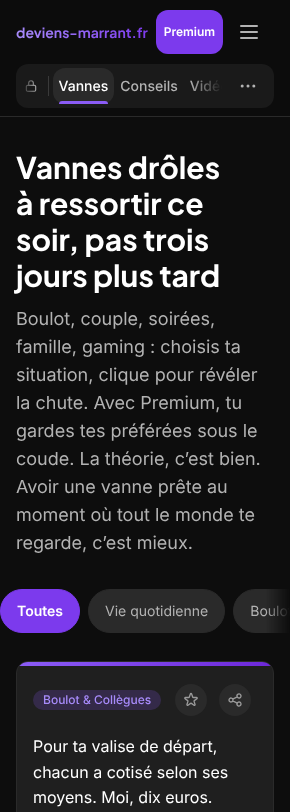 deviens-marrant.fr Premium
Vannes Conseils Vidé
Vannes drôles
à ressortir ce
soir, pas trois
jours plus tard
Boulot, couple, soirées,
famille, gaming : choisis ta
situation, clique pour révéler
la chute. Avec Premium, tu
gardes tes préférées sous le
coude. La théorie, c’est bien.
Avoir une vanne prête au
moment où tout le monde te
regarde, c’est mieux.
Toutes Vie quotidienne Boulo
Boulot & Collègues
Pour ta valise de départ,
chacun a cotisé selon ses
moyens. Moi, dix euros.